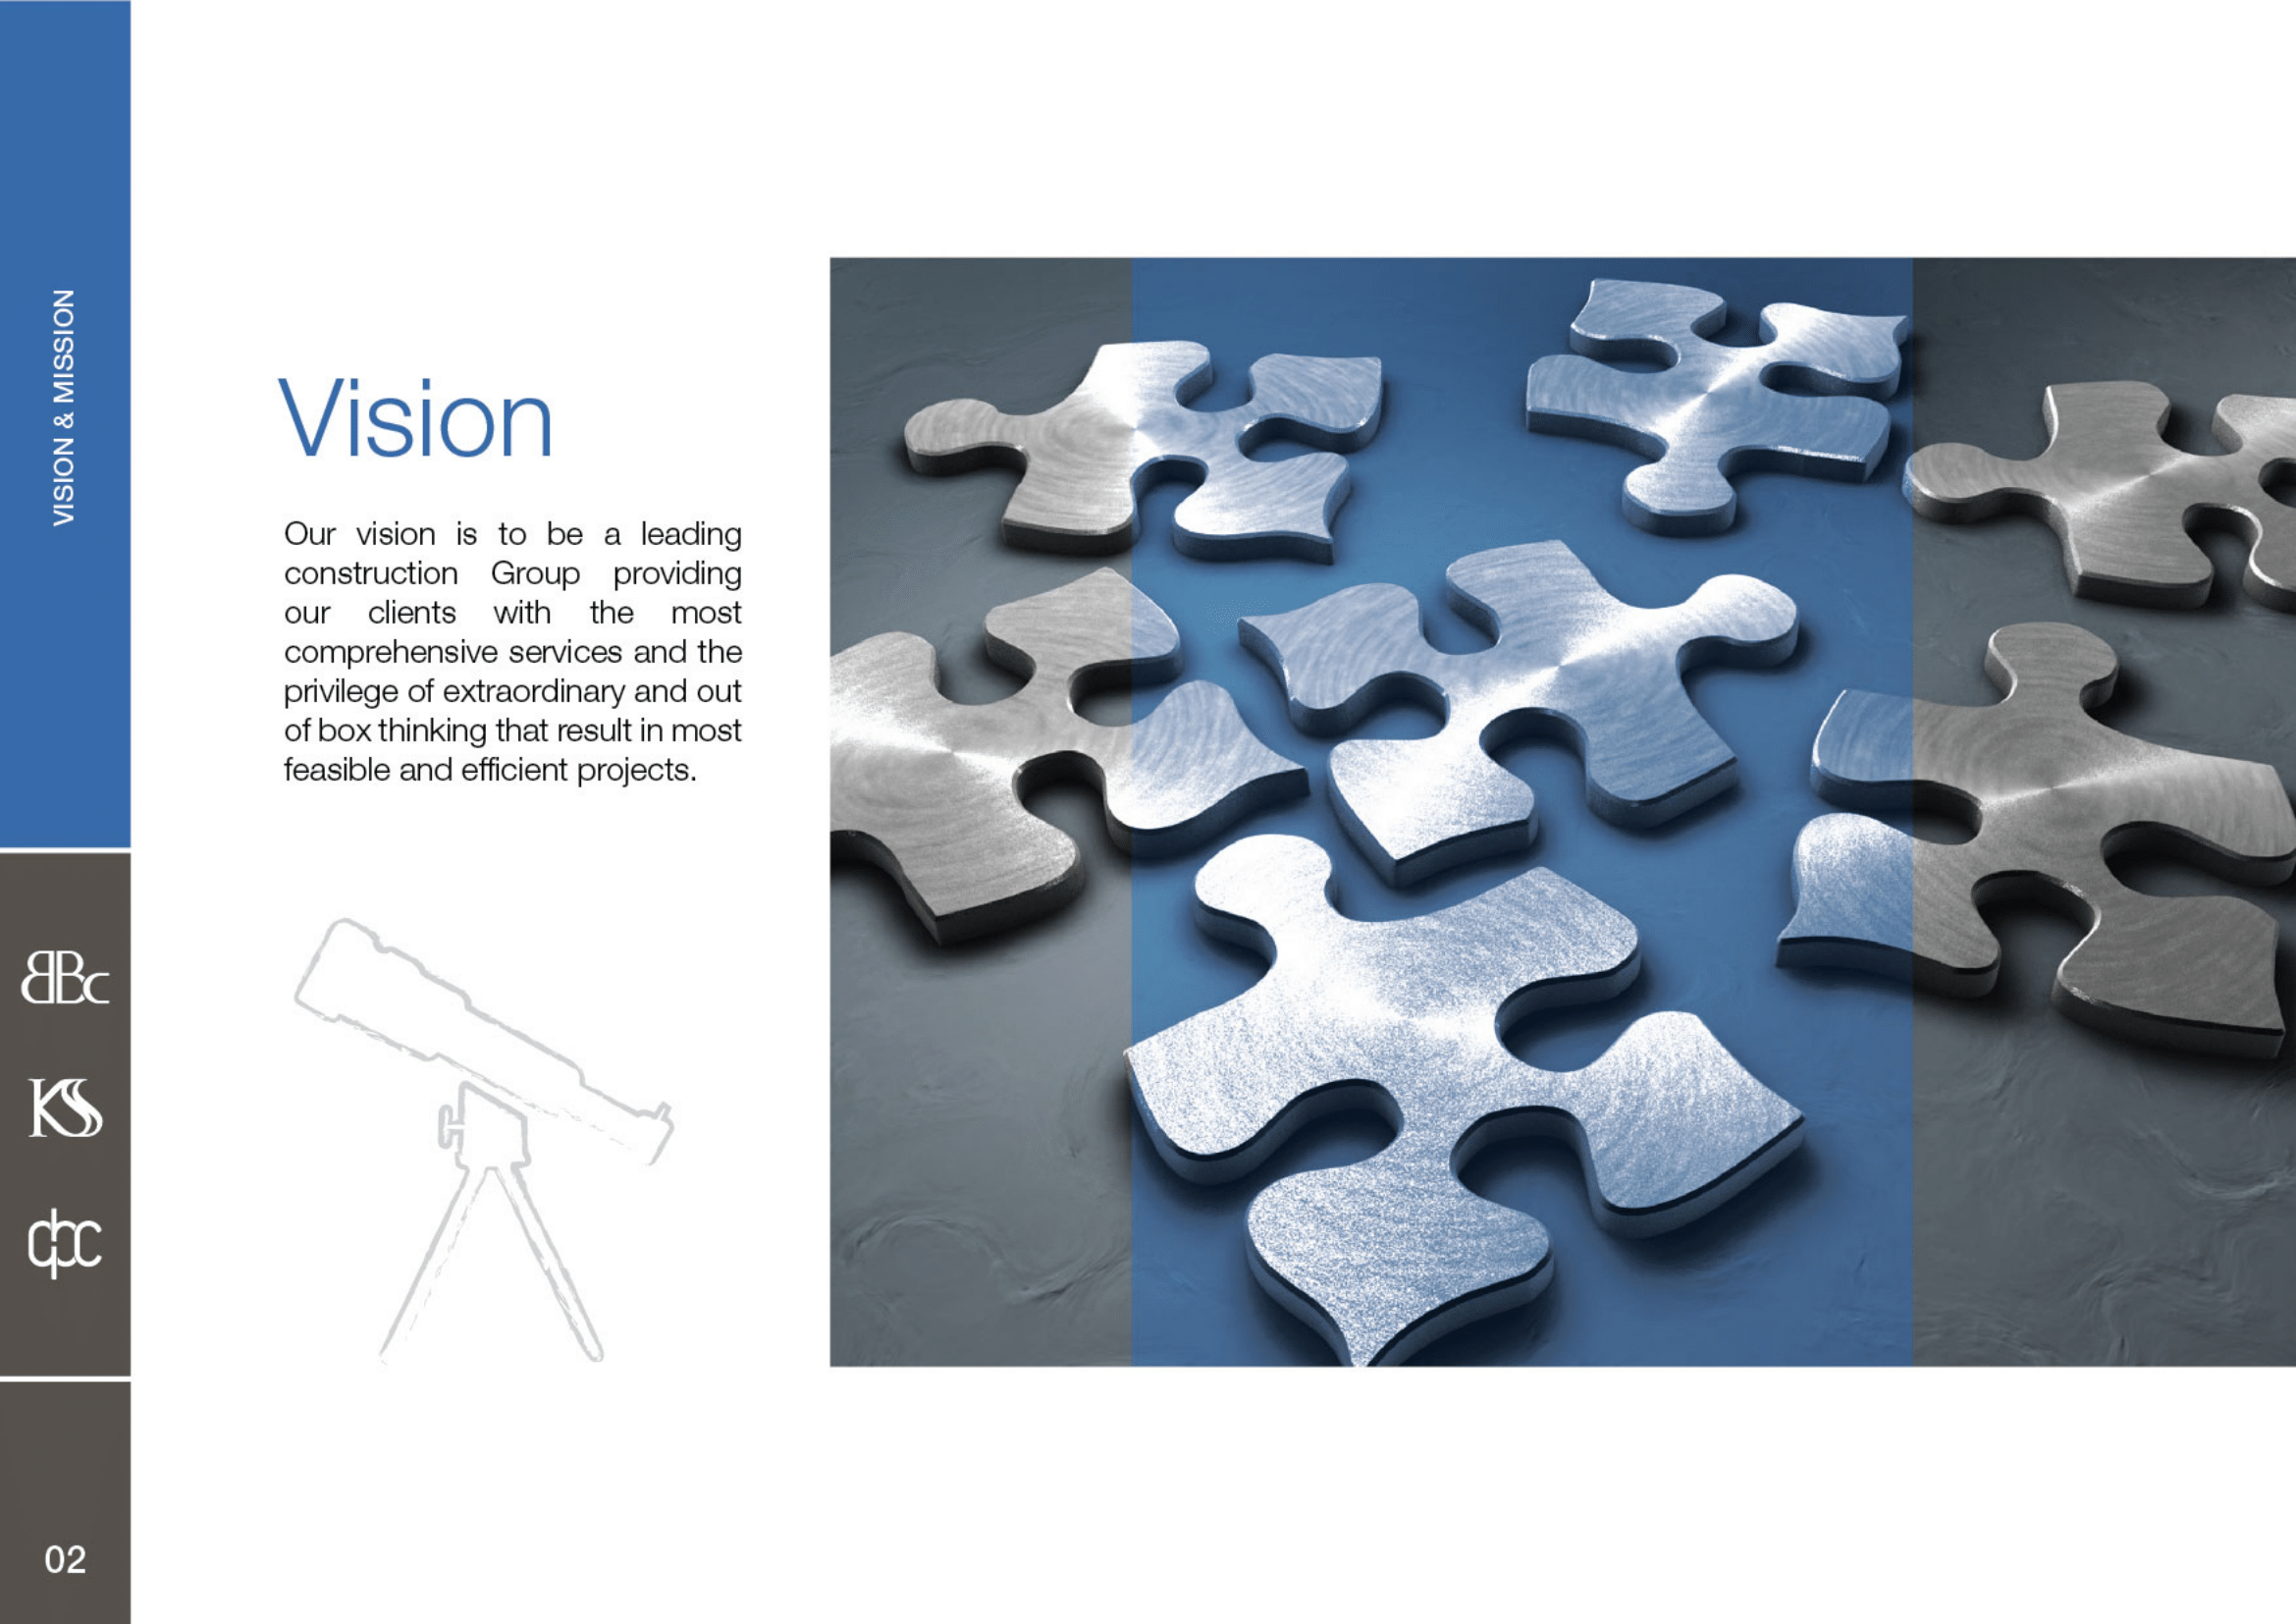 VISION & MISSION
Vision
Our vision is to be a leading
construction Group providing
our clients with the most
comprehensive services and the
privilege of extraordinary and out
of box thinking that result in most
feasible and efficient projects.
BBc
KS
cbc
02